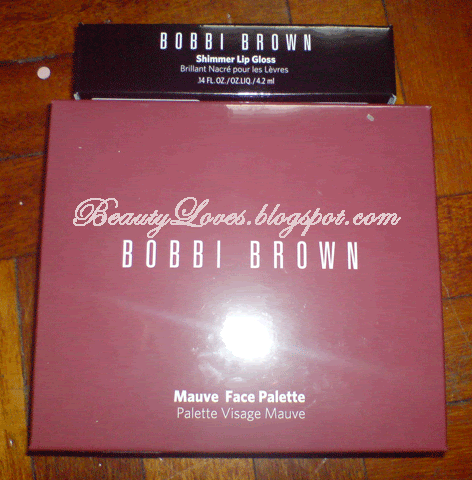 BOBBI BROWN
Shimmer Lip Gloss
Brillant Nacré pour les Lèvres
.14 FL.OZ./OZ.LIQ./4.2 ml
BeautyLoves.blogspot.com
BOBBI BROWN
Mauve Face Palette
Palette Visage Mauve